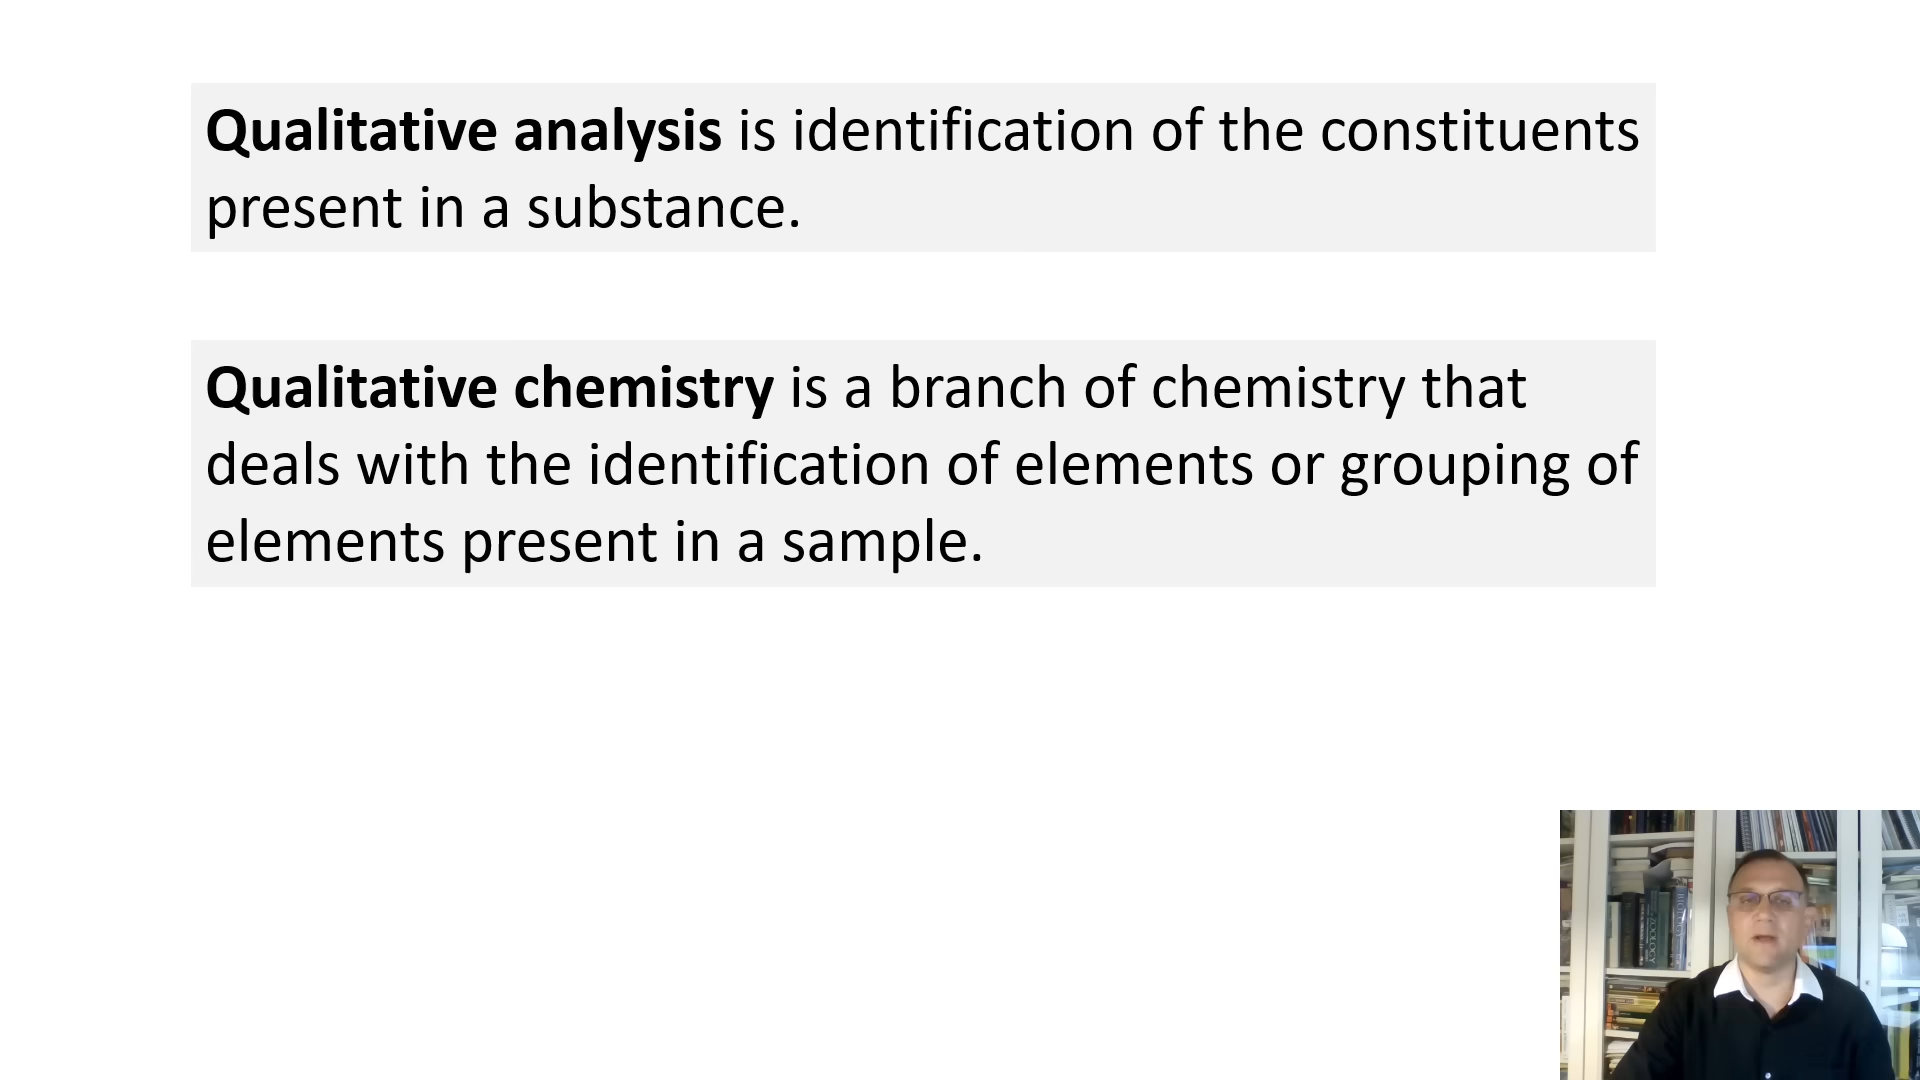 Qualitative analysis is identification of the constituents
present in a substance.
Qualitative chemistry is a branch of chemistry that
deals with the identification of elements or grouping of
elements present in a sample.
ZOOLOGY